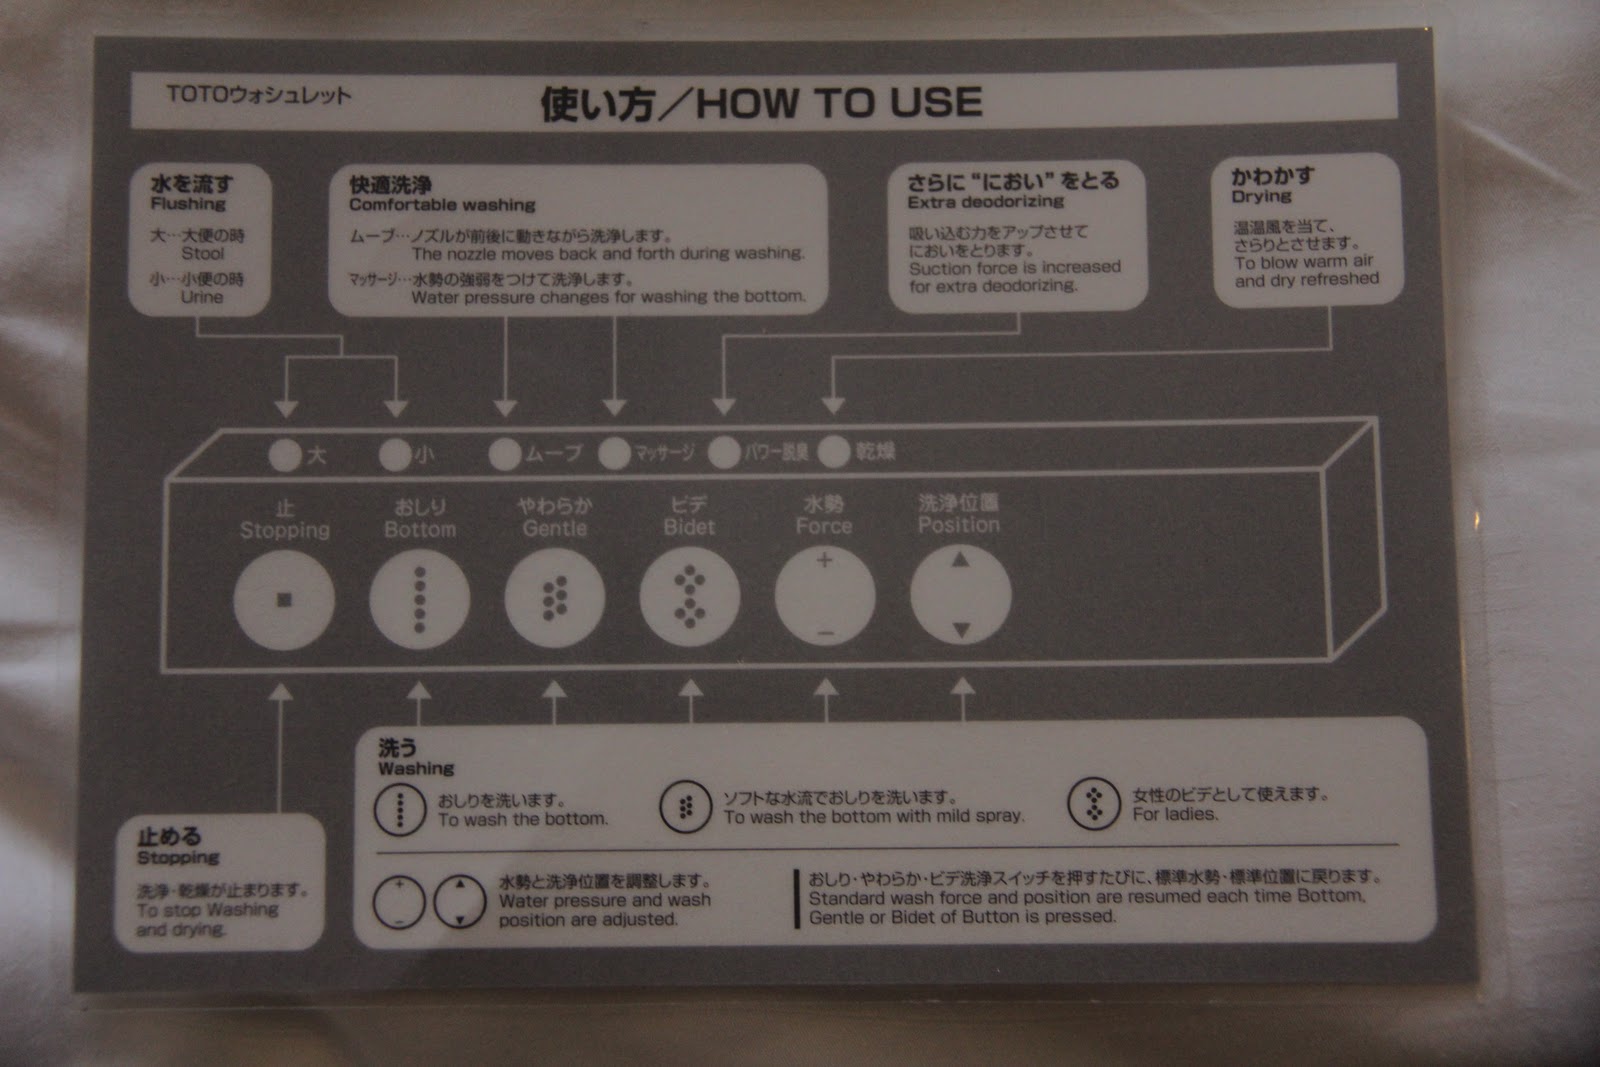 TOTOウォシュレット
使い方／HOW TO USE
水を流す
Flushing
大…大便の時
Stool
小…小便の時
Urine
快適洗浄
Comfortable washing
ムーブ…ノズルが前後に動きながら洗浄します。
The nozzle moves back and forth during washing.
マッサージ…水勢の強弱をつけて洗浄します。
Water pressure changes for washing the bottom.
さらに“におい”をとる
Extra deodorizing
吸い込む力をアップさせて
においをとります。
Suction force is increased
for extra deodorizing.
かわかす
Drying
温温風を当て、
さらりとさせます。
To blow warm air
and dry refreshed
大
小
ムーブ
マッサージ
パワー脱臭
乾燥
止
Stopping
おしり
Bottom
やわらか
Gentle
ビデ
Bidet
水勢
Force
洗浄位置
Position
+
−
▲
▼
止める
Stopping
洗浄・乾燥が止まります。
To stop Washing
and drying.
洗う
Washing
おしりを洗います。
To wash the bottom.
ソフトな水流でおしりを洗います。
To wash the bottom with mild spray.
女性のビデとして使えます。
For ladies.
+
−
▲
▼
水勢と洗浄位置を調整します。
Water pressure and wash
position are adjusted.
おしり・やわらか・ビデ洗浄スイッチを押すたびに、標準水勢・標準位置に戻ります。
Standard wash force and position are resumed each time Bottom,
Gentle or Bidet of Button is pressed.